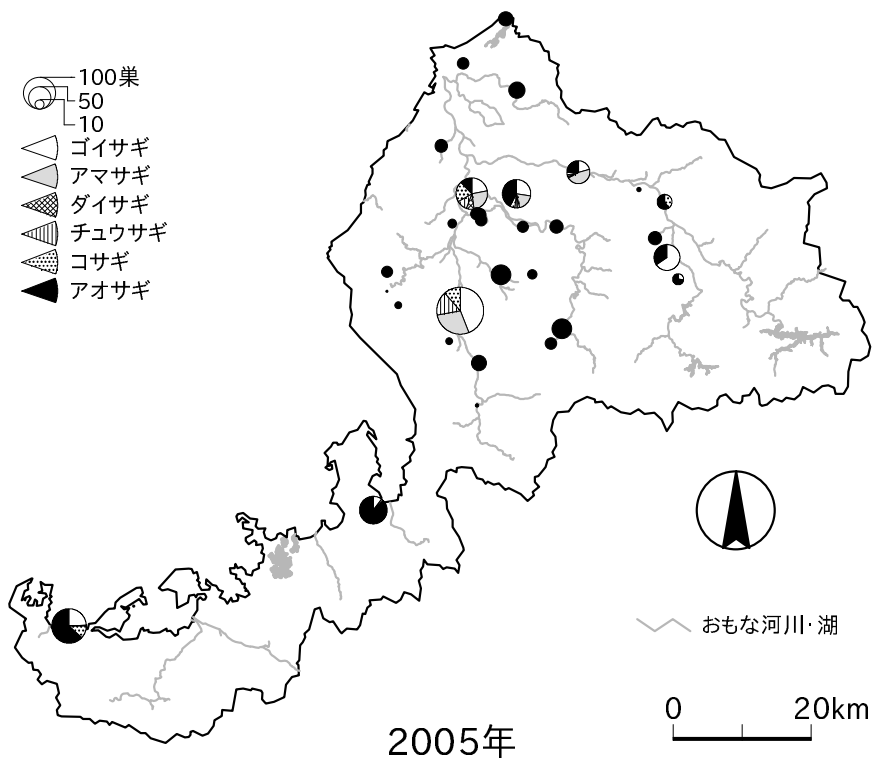 100巣
50
10
ゴイサギ
アマサギ
ダイサギ
チュウサギ
コサギ
アオサギ
おもな河川・湖
0 20km
2005年